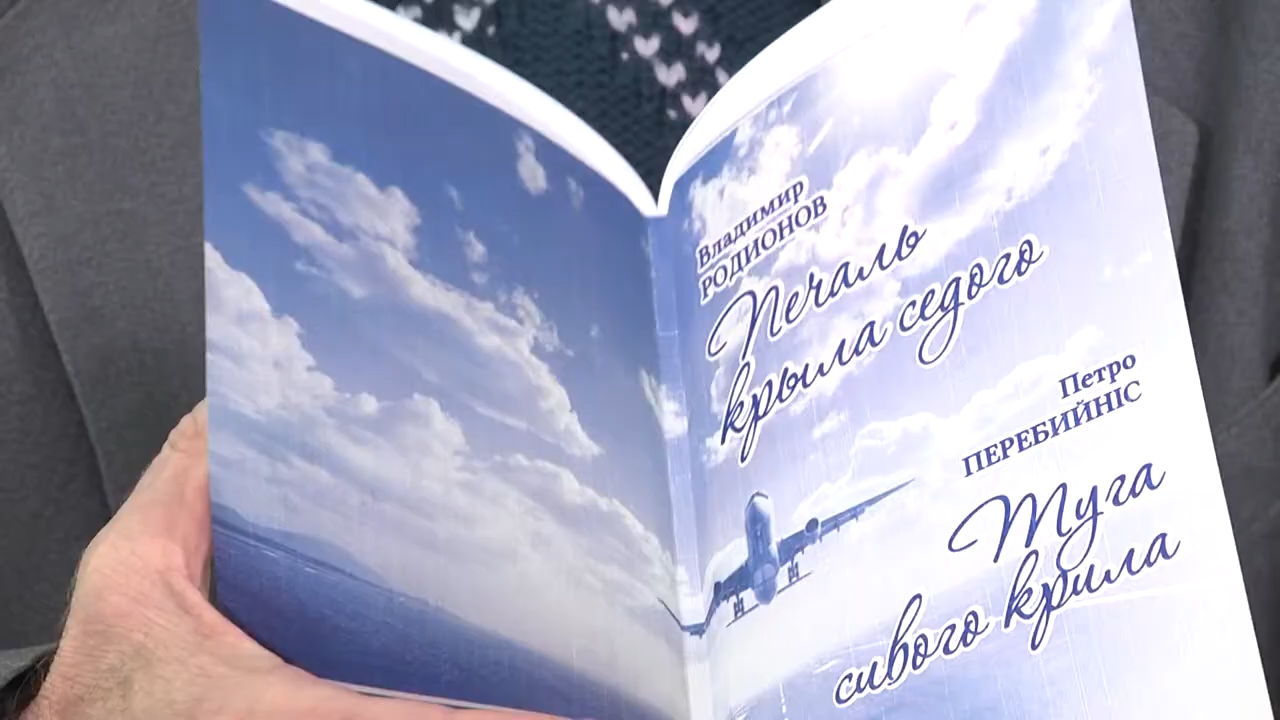 Владимир
РОДИОНОВ
Печаль
крыла седого
Петро
ПЕРЕБИЙНІС
Туга
сивого крила